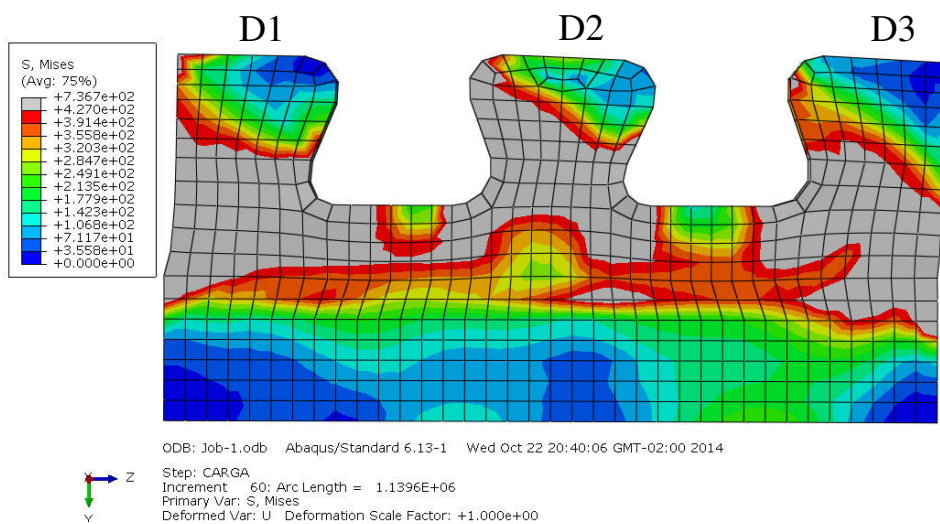 D1 D2 D3
S, Mises
(Avg: 75%)
+7.367e+02
+4.270e+02
+3.914e+02
+3.558e+02
+3.203e+02
+2.847e+02
+2.491e+02
+2.135e+02
+1.779e+02
+1.423e+02
+1.068e+02
+7.117e+01
+3.558e+01
+0.000e+00
ODB: Job-1.odb Abaqus/Standard 6.13-1 Wed Oct 22 20:40:06 GMT-02:00 2014
X Z
Y
Step: CARGA
Increment 60: Arc Length = 1.1396E+06
Primary Var: S, Mises
Deformed Var: U Deformation Scale Factor: +1.000e+00